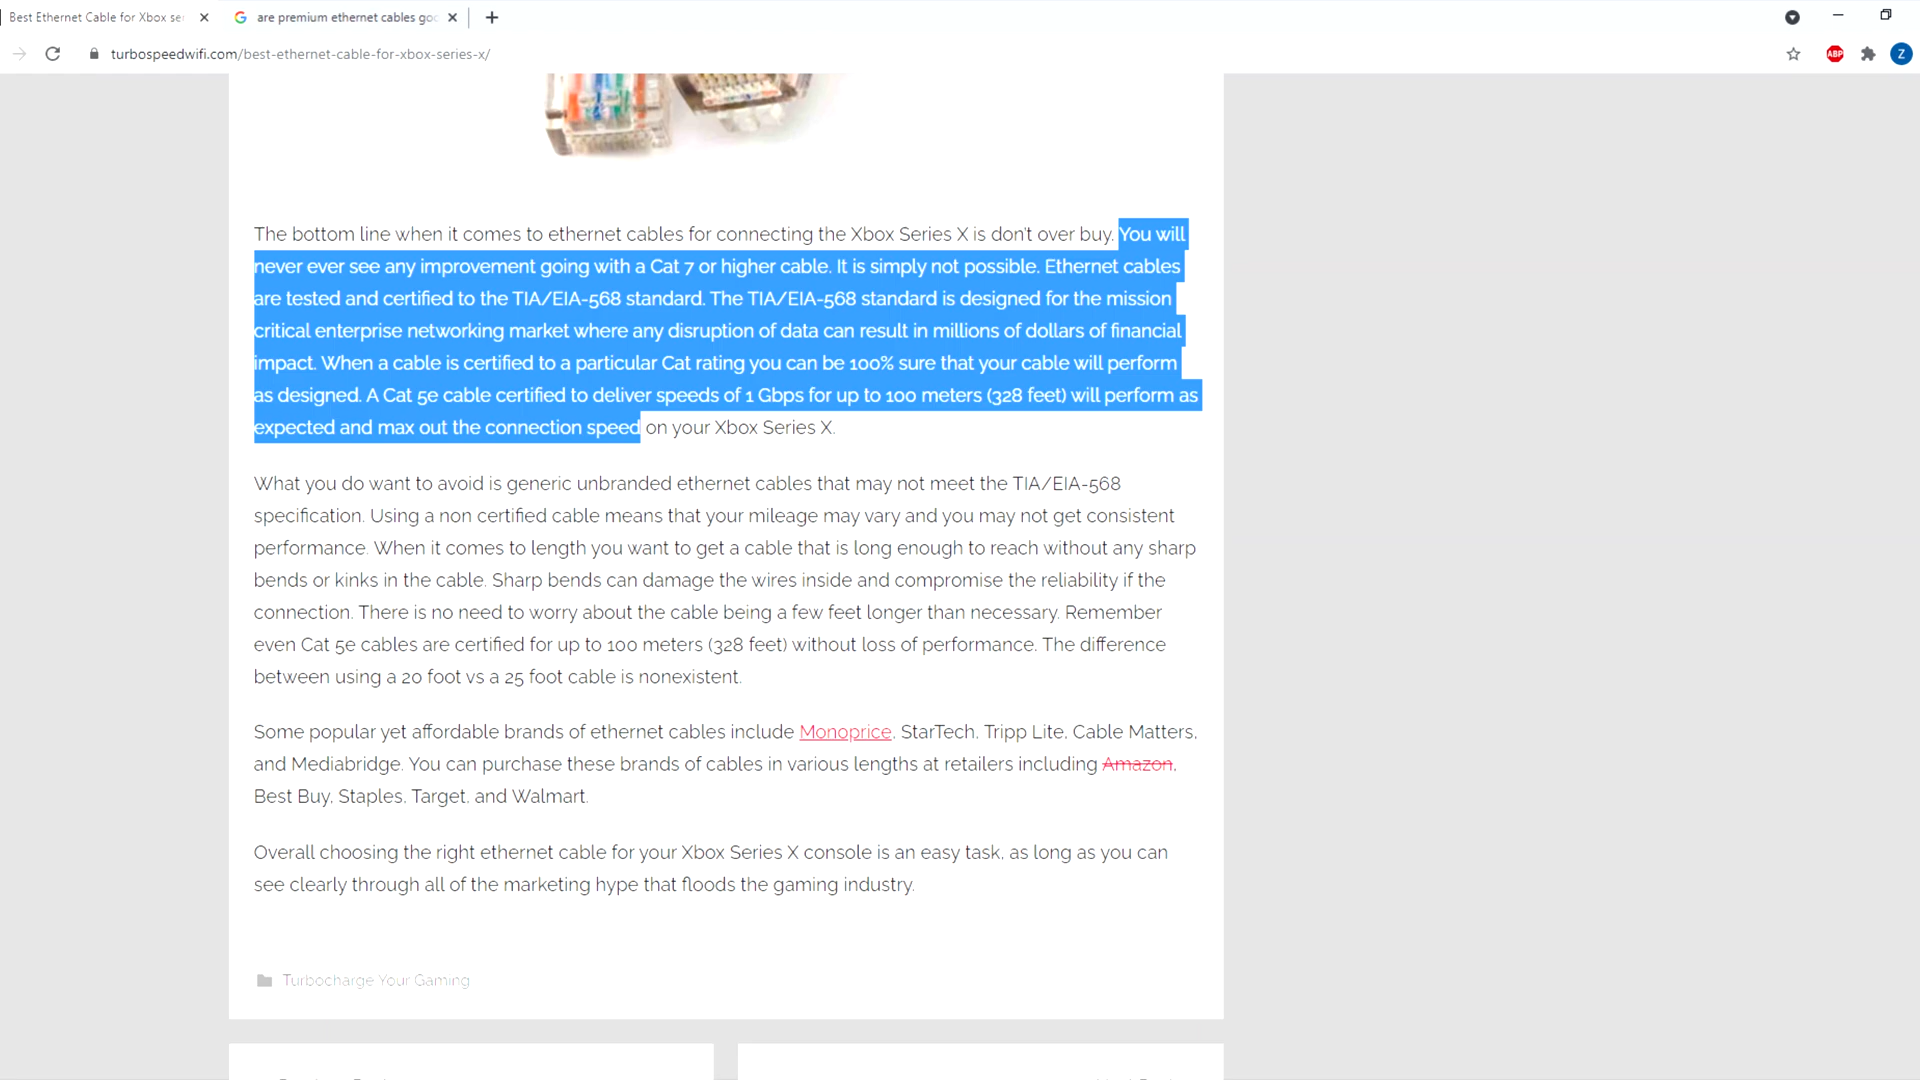 Best Ethernet Cable for Xbox se
are premium ethernet cables goo
turbospeedwifi.com/best-ethernet-cable-for-xbox-series-x/
ABP
Z
The bottom line when it comes to ethernet cables for connecting the Xbox Series X is don't over buy. You will
never ever see any improvement going with a Cat 7 or higher cable. It is simply not possible. Ethernet cables
are tested and certified to the TIA/EIA-568 standard. The TIA/EIA-568 standard is designed for the mission
critical enterprise networking market where any disruption of data can result in millions of dollars of financial
impact. When a cable is certified to a particular Cat rating you can be 100% sure that your cable will perform
as designed. A Cat 5e cable certified to deliver speeds of 1 Gbps for up to 100 meters (328 feet) will perform as
expected and max out the connection speed on your Xbox Series X.
What you do want to avoid is generic unbranded ethernet cables that may not meet the TIA/EIA-568
specification. Using a non certified cable means that your mileage may vary and you may not get consistent
performance. When it comes to length you want to get a cable that is long enough to reach without any sharp
bends or kinks in the cable. Sharp bends can damage the wires inside and compromise the reliability if the
connection. There is no need to worry about the cable being a few feet longer than necessary. Remember
even Cat 5e cables are certified for up to 100 meters (328 feet) without loss of performance. The difference
between using a 20 foot vs a 25 foot cable is nonexistent.
Some popular yet affordable brands of ethernet cables include Monoprice, StarTech, Tripp Lite, Cable Matters,
and Mediabridge. You can purchase these brands of cables in various lengths at retailers including Amazon,
Best Buy, Staples, Target, and Walmart.
Overall choosing the right ethernet cable for your Xbox Series X console is an easy task, as long as you can
see clearly through all of the marketing hype that floods the gaming industry.
Turbocharge Your Gaming